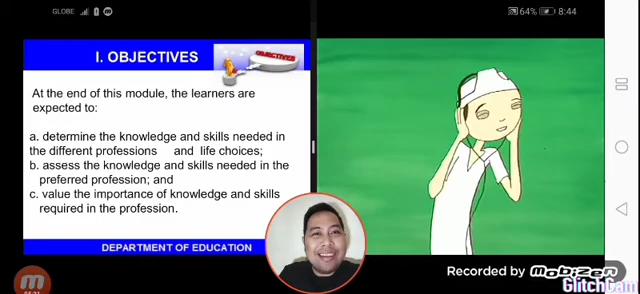 GLOBE
64%
8:44
I. OBJECTIVES
OBJECTIVES
At the end of this module, the learners are
expected to:
a. determine the knowledge and skills needed in
the different professions and life choices;
b. assess the knowledge and skills needed in the
preferred profession; and
c. value the importance of knowledge and skills
required in the profession.
DEPARTMENT OF EDUCATION
Recorded by Mobizen
GlitchCam